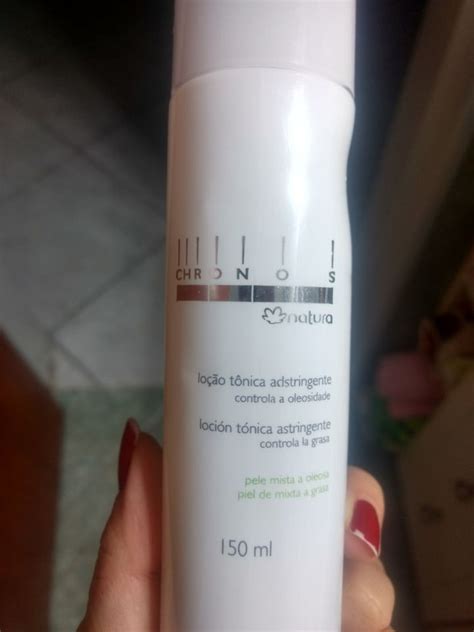 CHRONOS
natura
loção tônica adstringente
controla a oleosidade
loción tónica astringente
controla la grasa
pele mista a oleosa
piel de mixta a grasa
150 ml